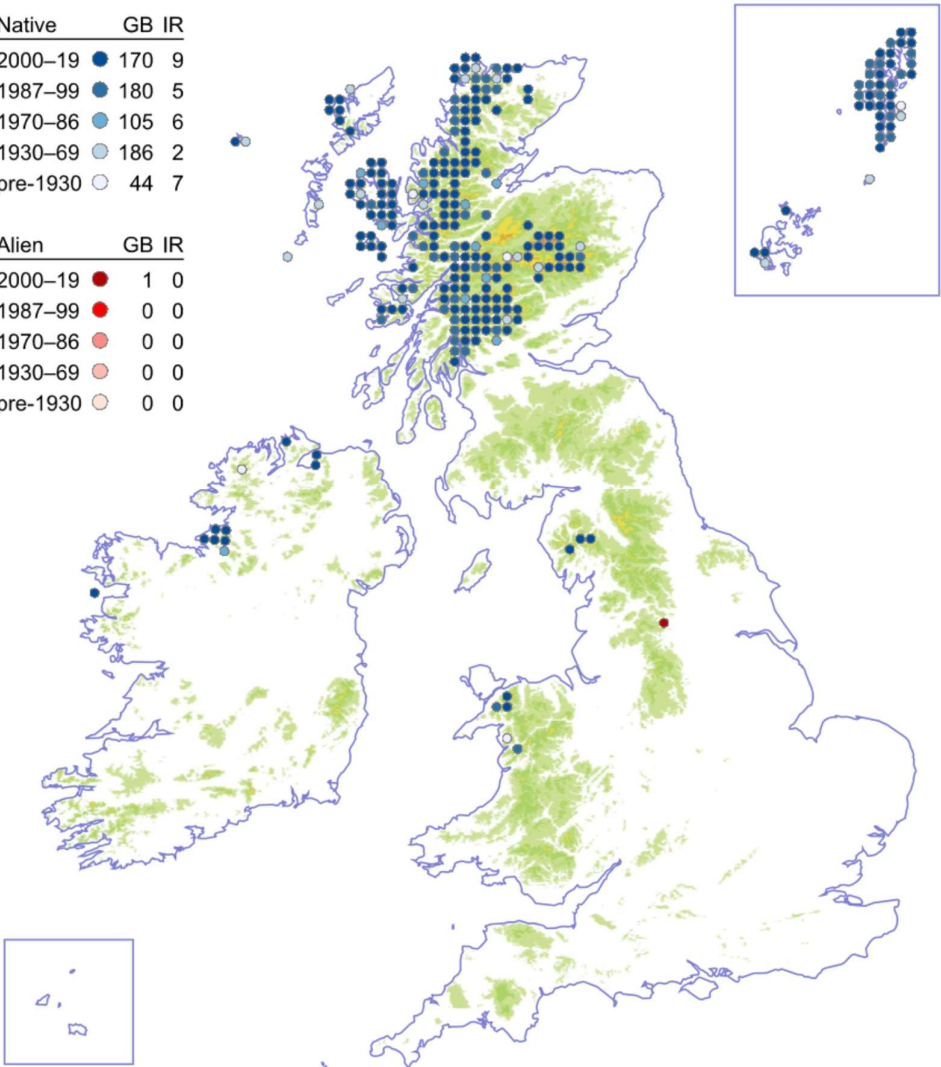 Native GB IR
2000–19 170 9
1987–99 180 5
1970–86 105 6
1930–69 186 2
pre-1930 44 7
Alien GB IR
2000–19 1 0
1987–99 0 0
1970–86 0 0
1930–69 0 0
pre-1930 0 0